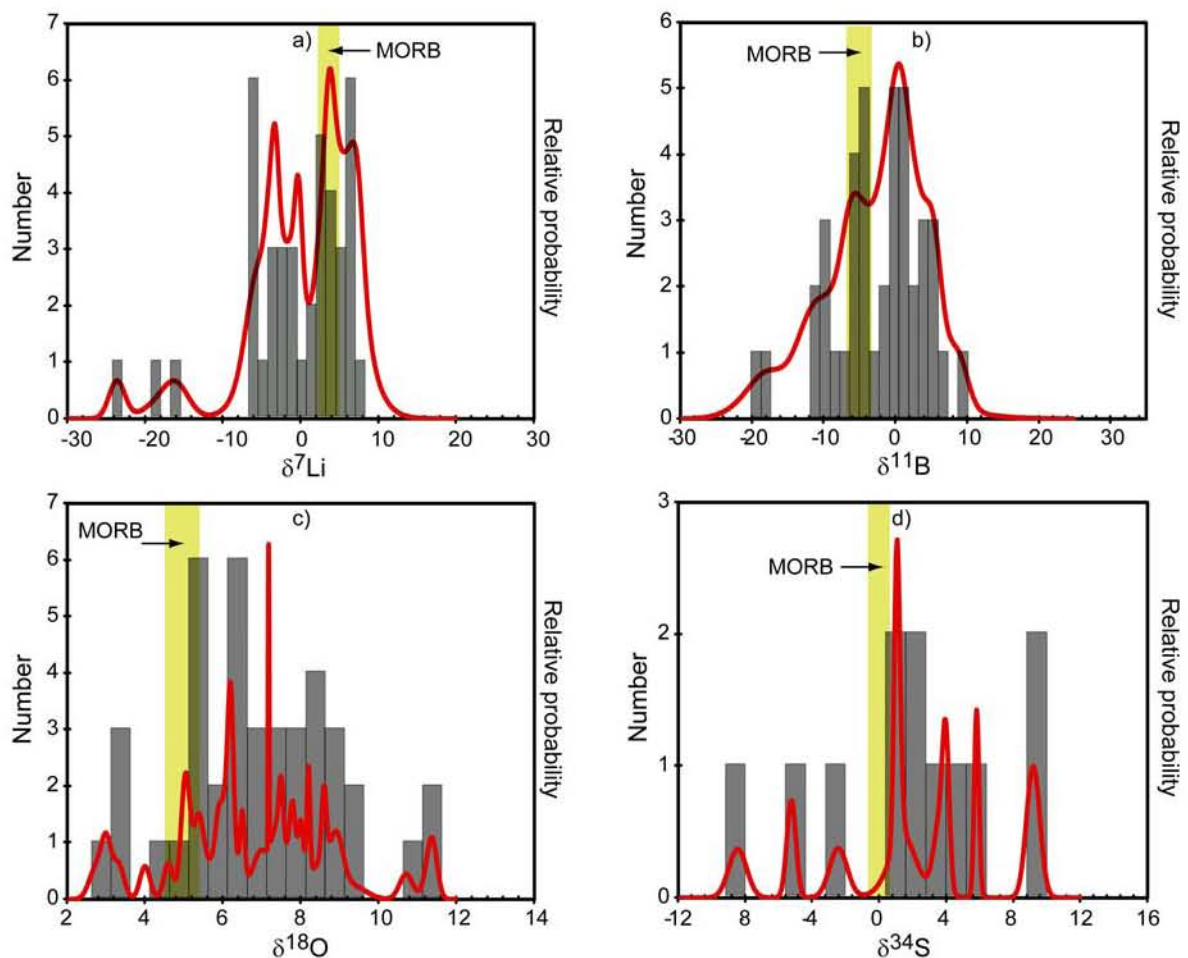 a)
MORB
Number
Relative probability
7
6
5
4
3
2
1
0
-30 -20 -10 0 10 20 30
δ⁷Li
b)
MORB
Number
Relative probability
6
5
4
3
2
1
0
-30 -20 -10 0 10 20 30
δ¹¹B
c)
MORB
Number
Relative probability
7
6
5
4
3
2
1
0
2 4 6 8 10 12 14
δ¹⁸O
d)
MORB
Number
Relative probability
3
2
1
0
-12 -8 -4 0 4 8 12 16
δ³⁴S